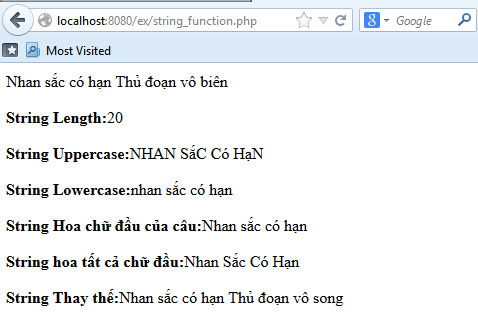 localhost:8080/ex/string_function.php
Google
Most Visited
Nhan sắc có hạn Thủ đoạn vô biên
String Length:20
String Uppercase:NHAN SắC Có HạN
String Lowercase:nhan sắc có hạn
String Hoa chữ đầu của câu:Nhan sắc có hạn
String hoa tất cả chữ đầu:Nhan Sắc Có Hạn
String Thay thế:Nhan sắc có hạn Thủ đoạn vô song